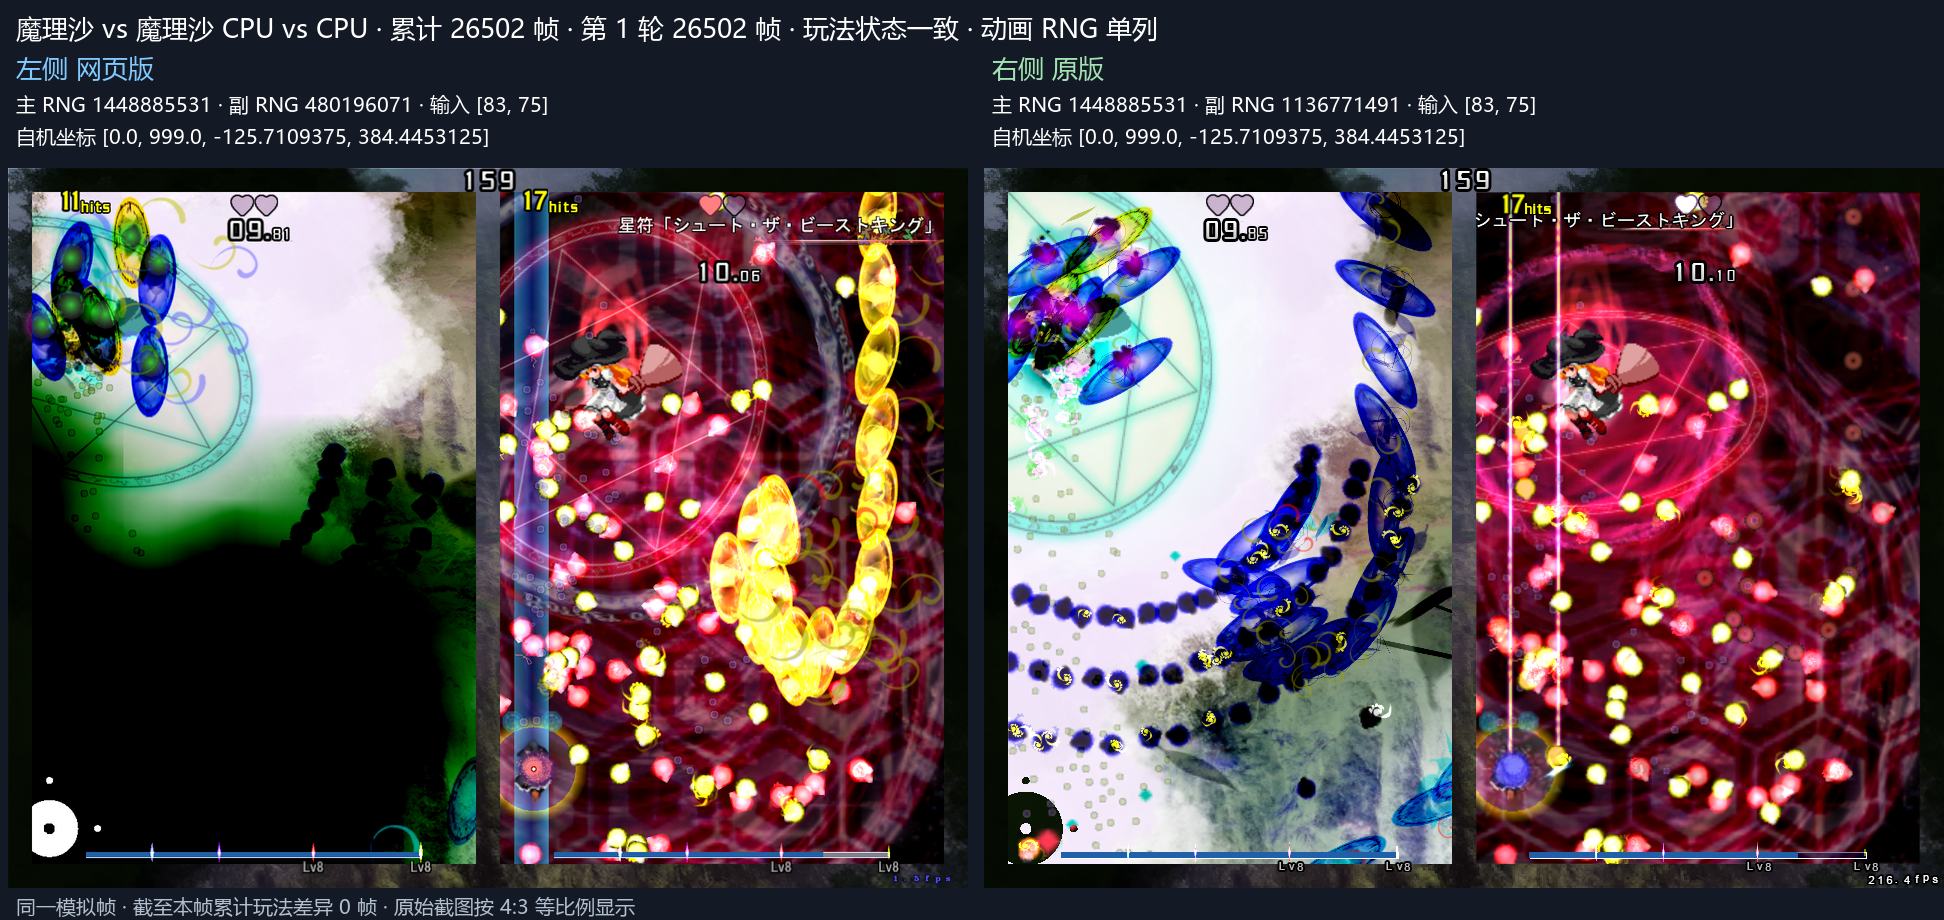 魔理沙 vs 魔理沙 CPU vs CPU · 累计 26502 帧 · 第 1 轮 26502 帧 · 玩法状态一致 · 动画 RNG 单列
左侧 网页版
主 RNG 1448885531 · 副 RNG 480196071 · 输入 [83, 75]
自机坐标 [0.0, 999.0, -125.7109375, 384.4453125]
右侧 原版
主 RNG 1448885531 · 副 RNG 1136771491 · 输入 [83, 75]
自机坐标 [0.0, 999.0, -125.7109375, 384.4453125]
159
11hits
09.81
17hits
星符「シュート・ザ・ビーストキング」
10.06
Lv8
Lv8
Lv8
Lv8
159
09.85
17hits
シュート・ザ・ビーストキング」
10.10
Lv8
Lv8
Lv8
Lv8
216.4fps
同一模拟帧 · 截至本帧累计玩法差异 0 帧 · 原始截图按 4:3 等比例显示